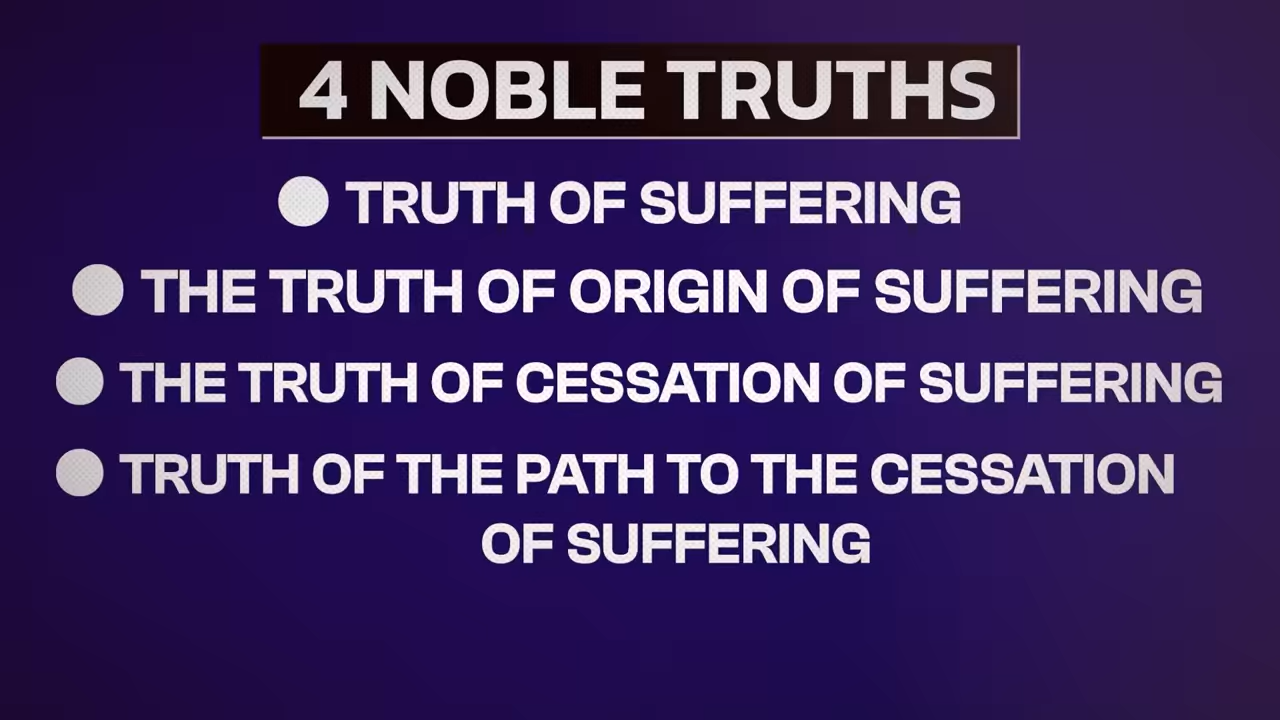 4 NOBLE TRUTHS
● TRUTH OF SUFFERING
● THE TRUTH OF ORIGIN OF SUFFERING
● THE TRUTH OF CESSATION OF SUFFERING
● TRUTH OF THE PATH TO THE CESSATION
OF SUFFERING